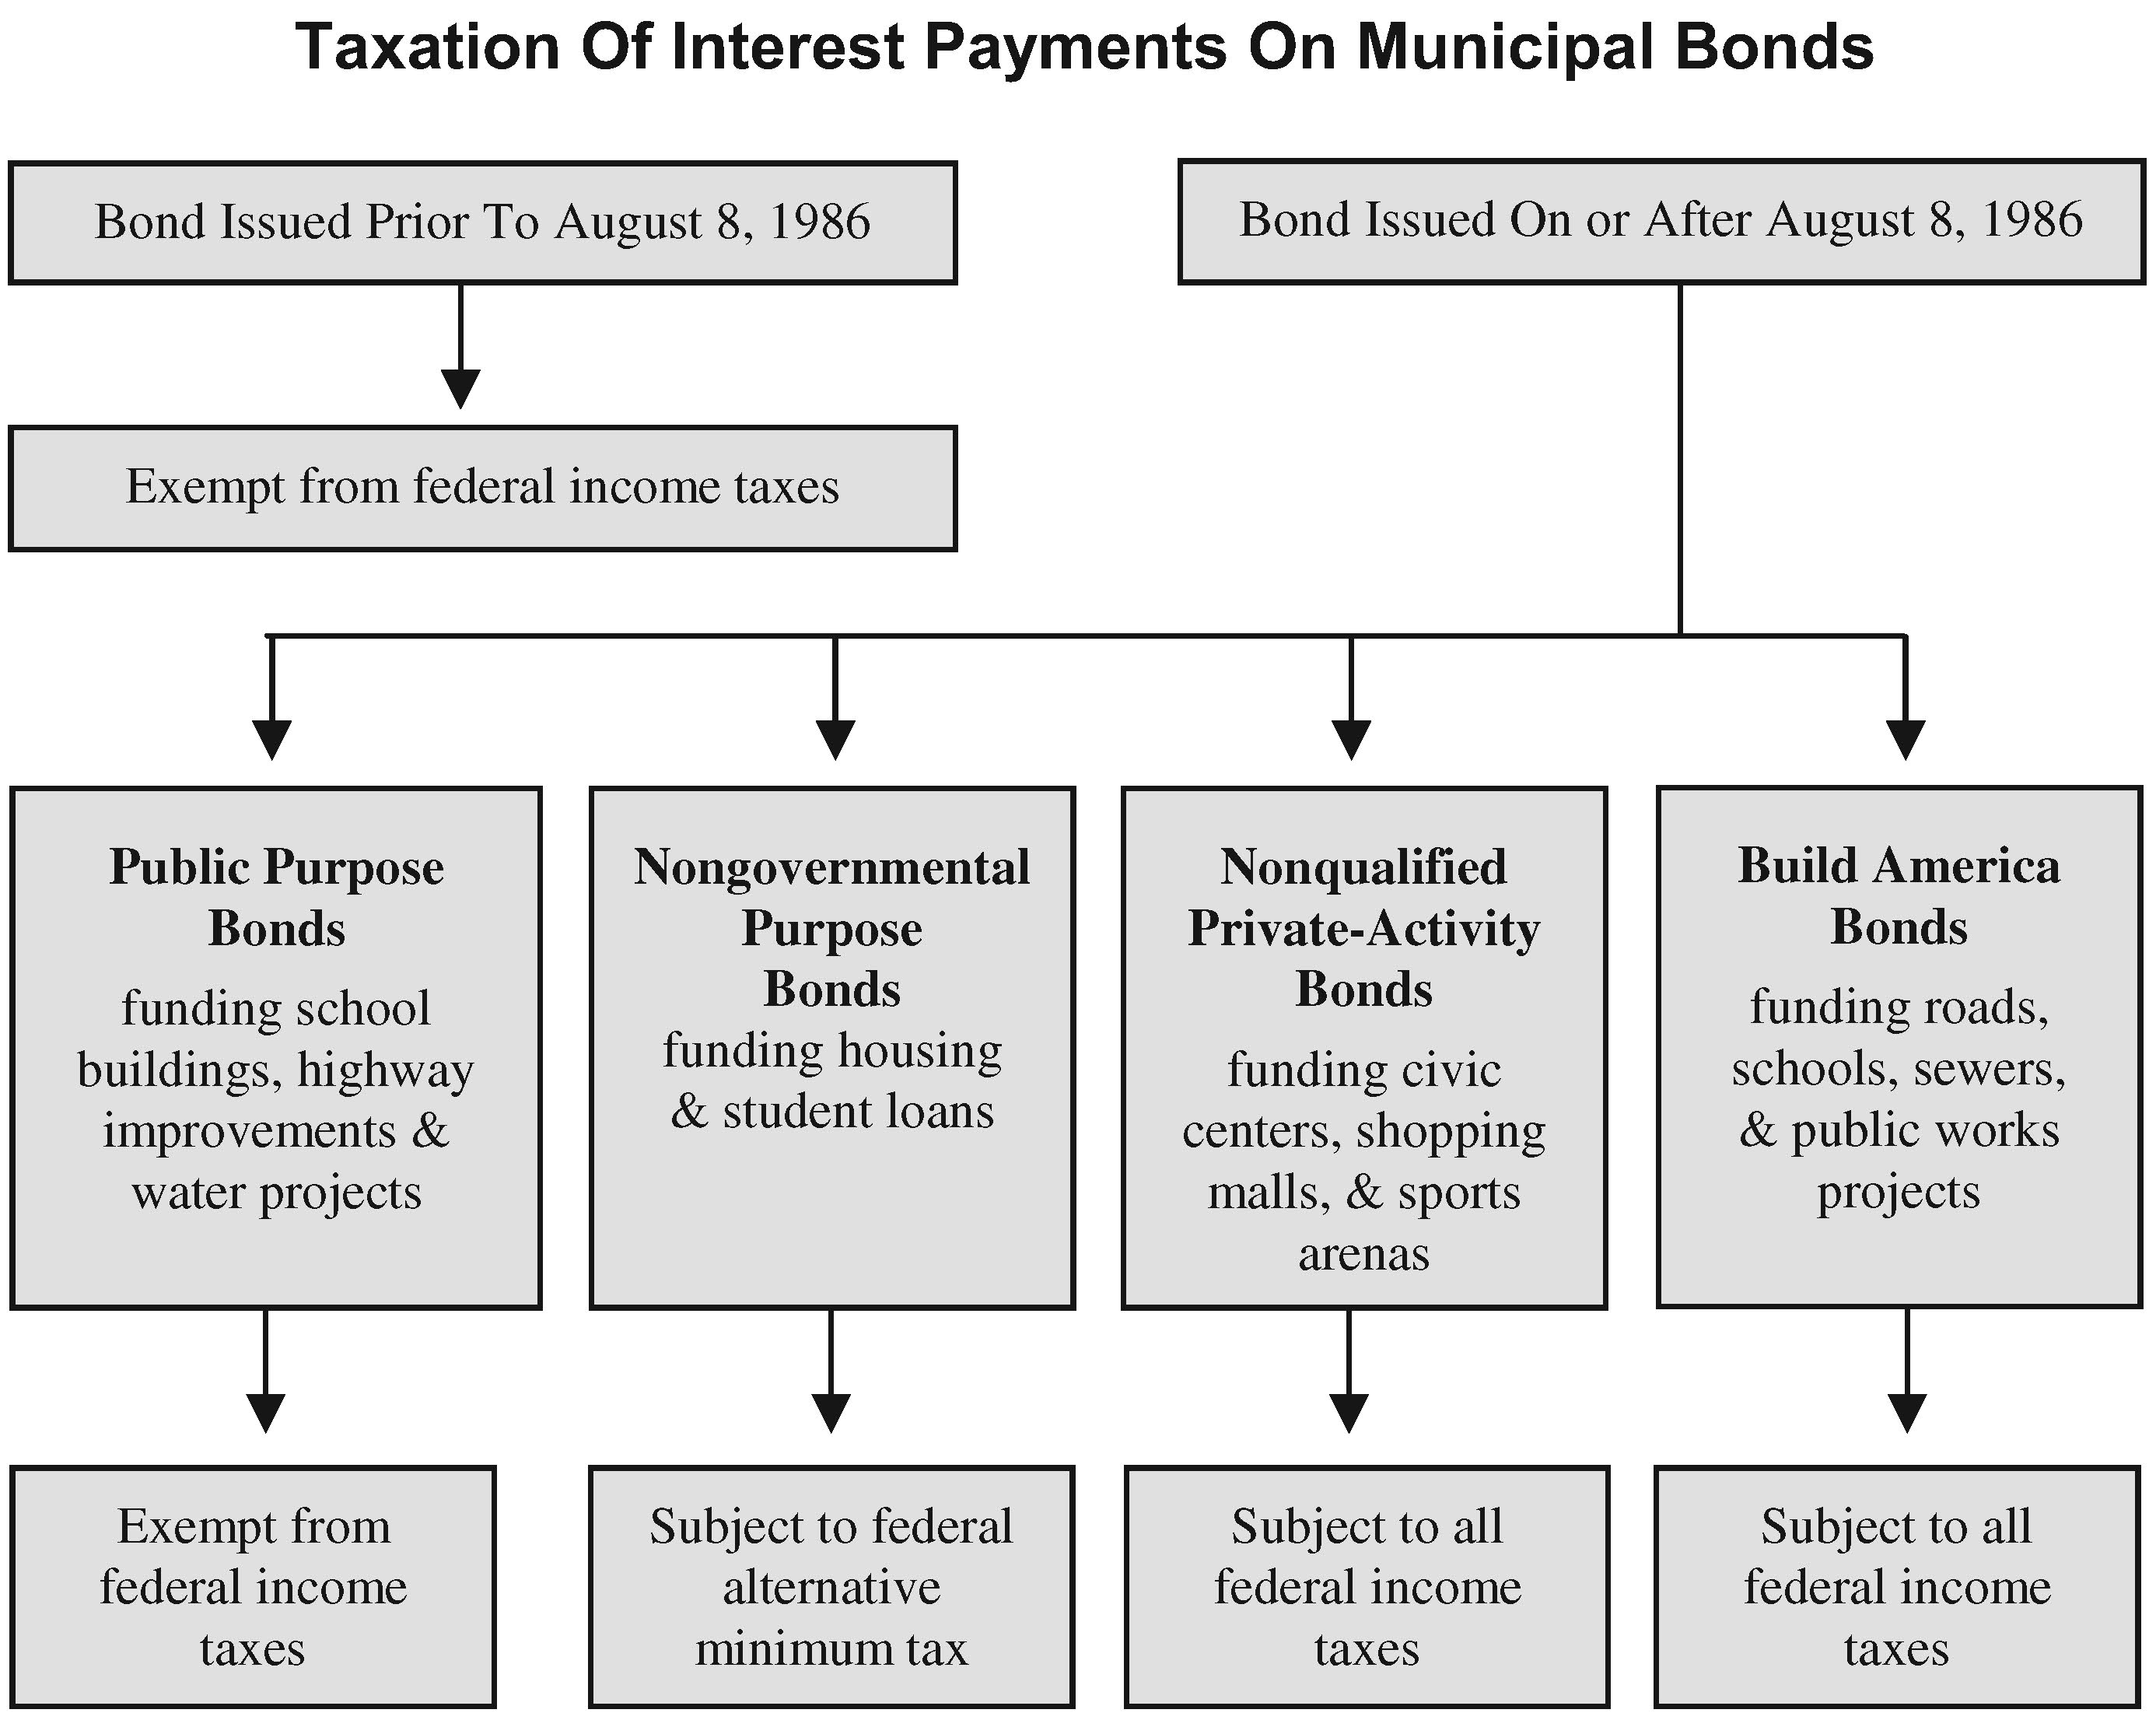 Taxation Of Interest Payments On Municipal Bonds
Bond Issued Prior To August 8, 1986
Bond Issued On or After August 8, 1986
Exempt from federal income taxes
Public Purpose
Bonds
funding school
buildings, highway
improvements &
water projects
Nongovernmental
Purpose
Bonds
funding housing
& student loans
Nonqualified
Private-Activity
Bonds
funding civic
centers, shopping
malls, & sports
arenas
Build America
Bonds
funding roads,
schools, sewers,
& public works
projects
Exempt from
federal income
taxes
Subject to federal
alternative
minimum tax
Subject to all
federal income
taxes
Subject to all
federal income
taxes